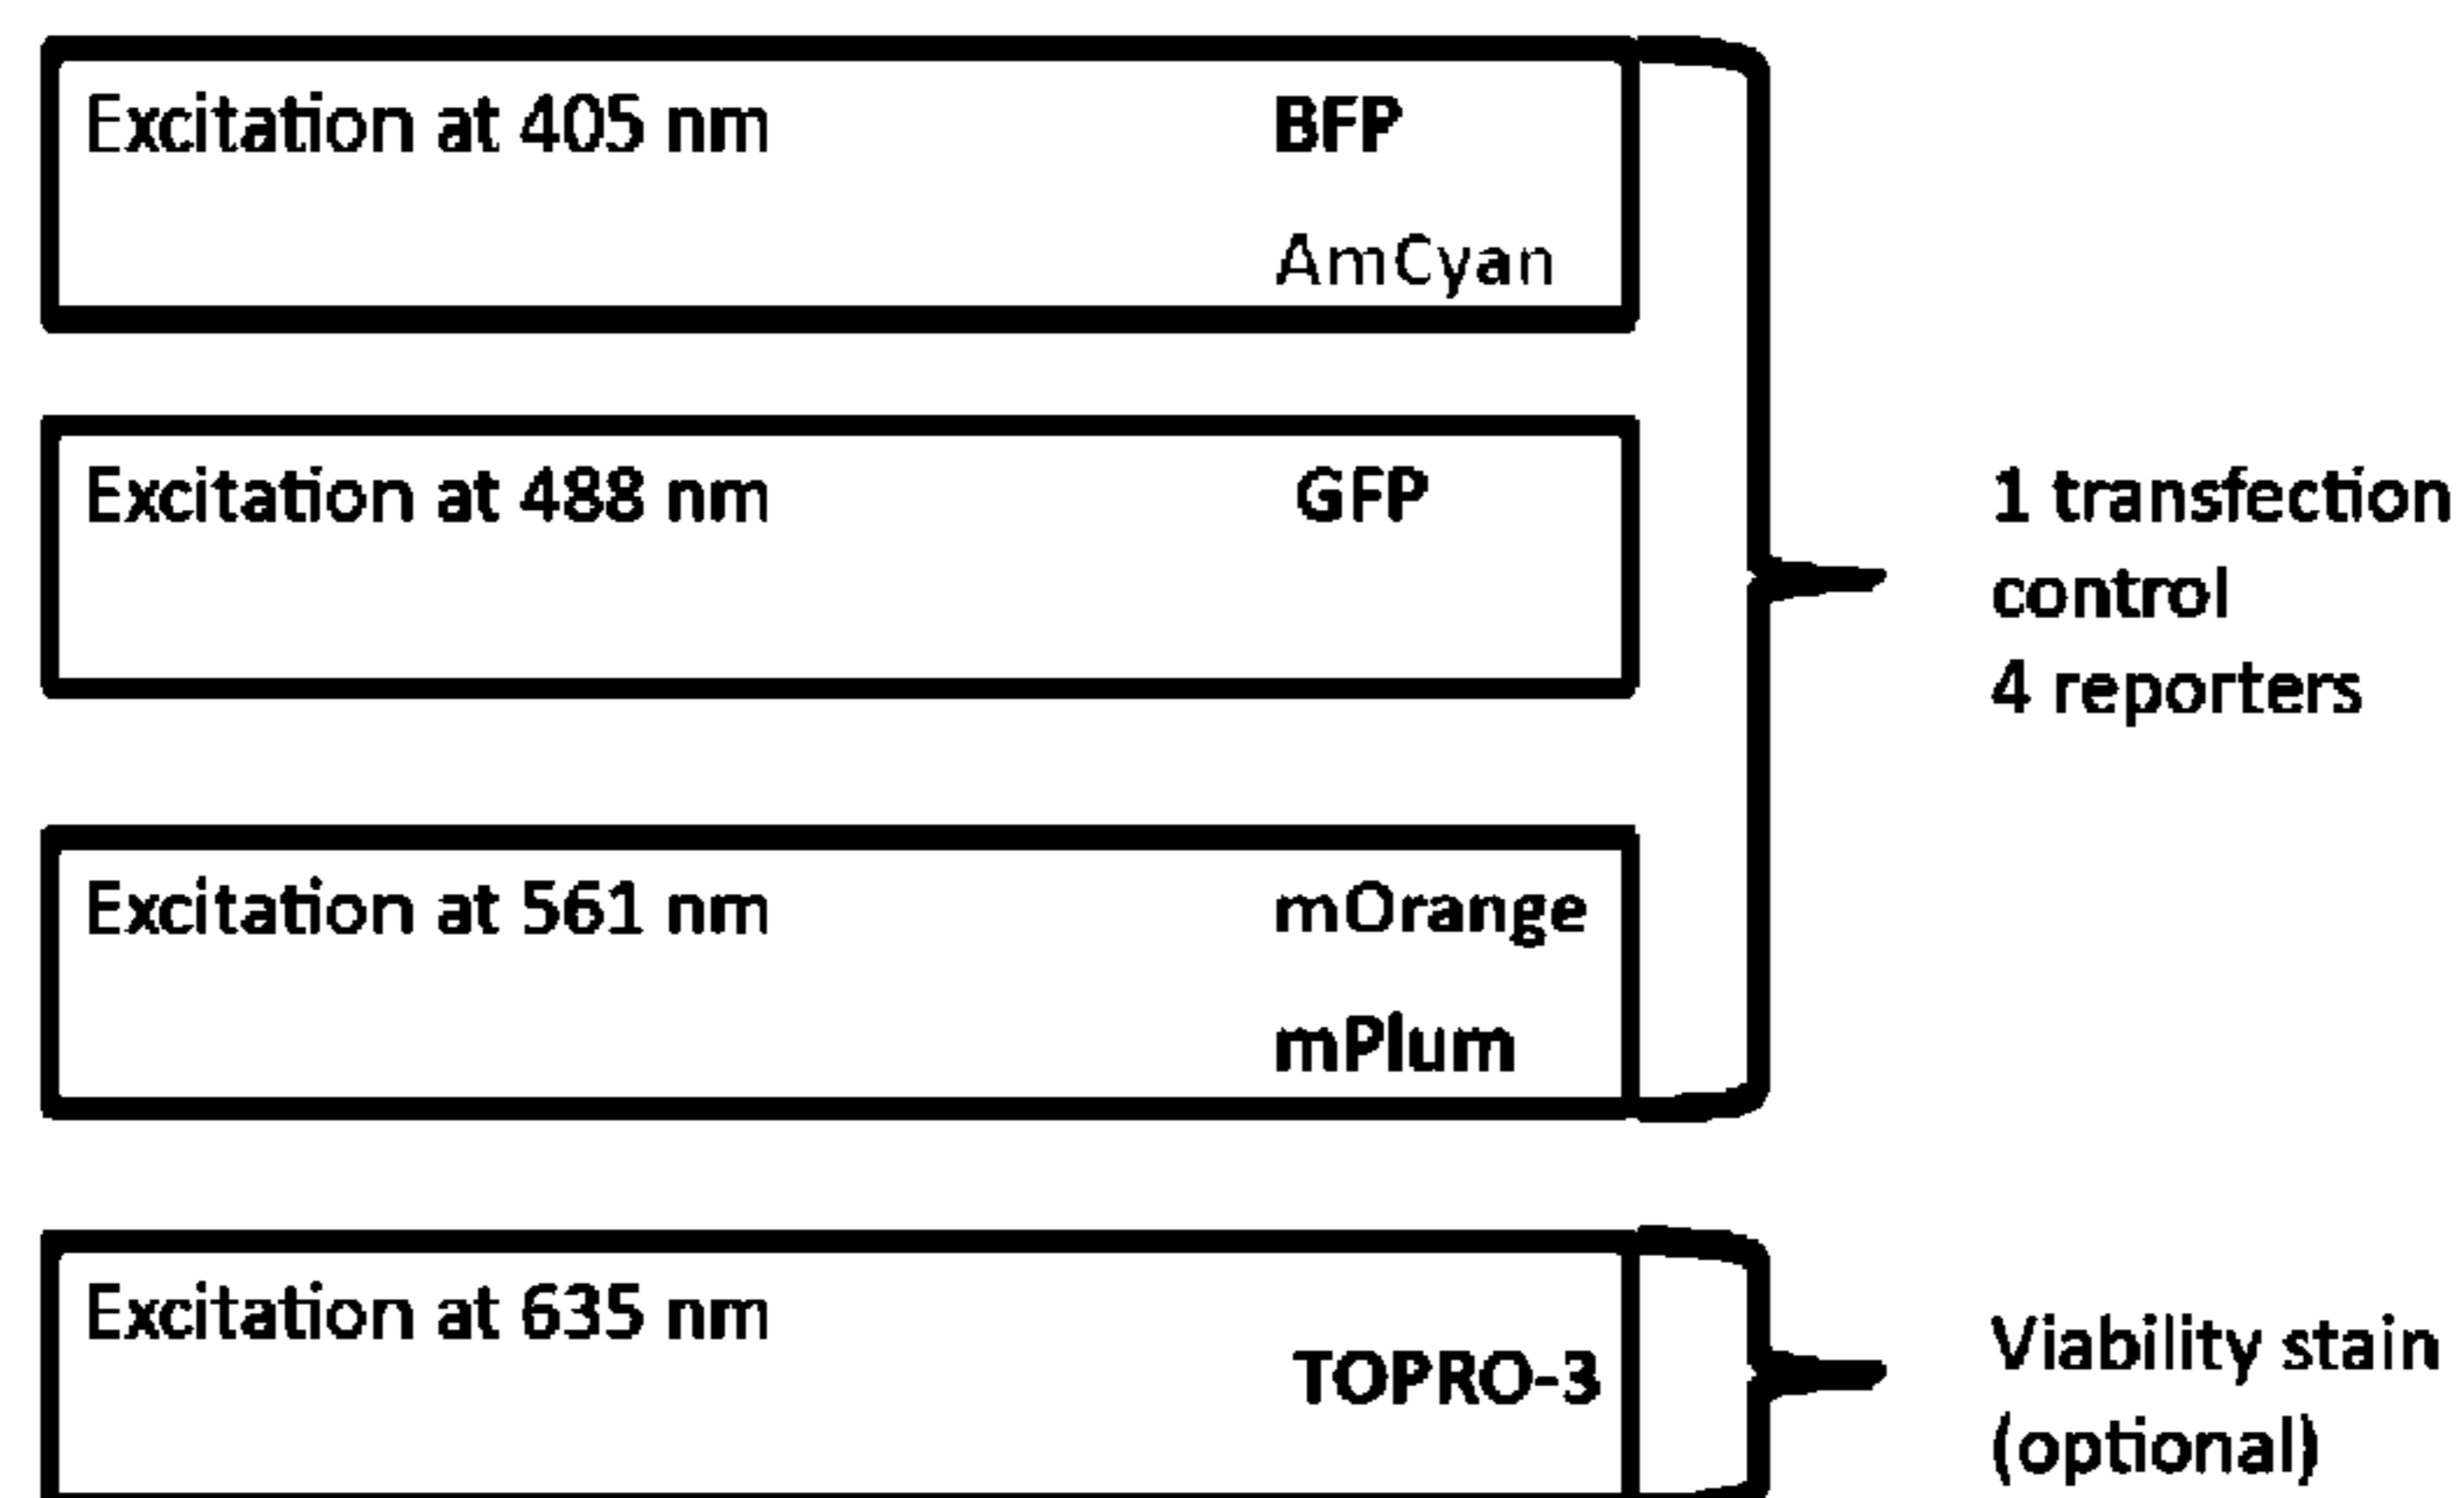 Excitation at 405 nm BFP
AmCyan
Excitation at 488 nm GFP
1 transfection
control
4 reporters
Excitation at 561 nm mOrange
mPlum
Excitation at 635 nm
TOPRO-3
Viability stain
(optional)